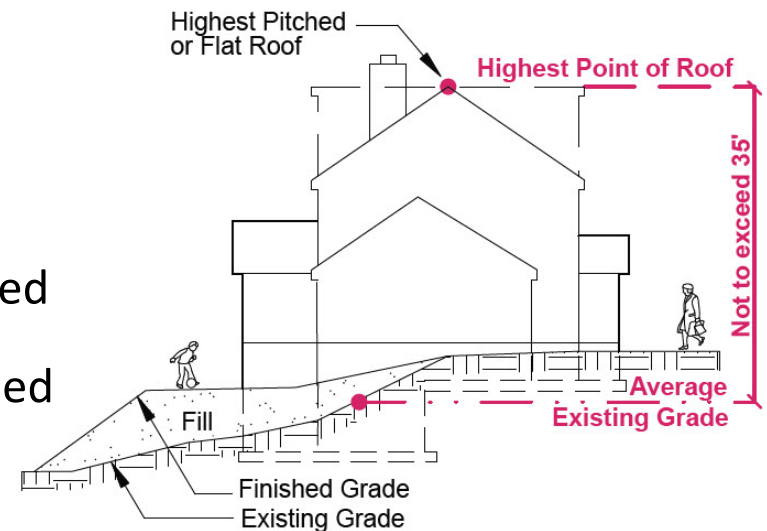 Highest Pitched
or Flat Roof
Highest Point of Roof
Not to exceed 35'
ed
ed
Fill
Average
Existing Grade
Finished Grade
Existing Grade